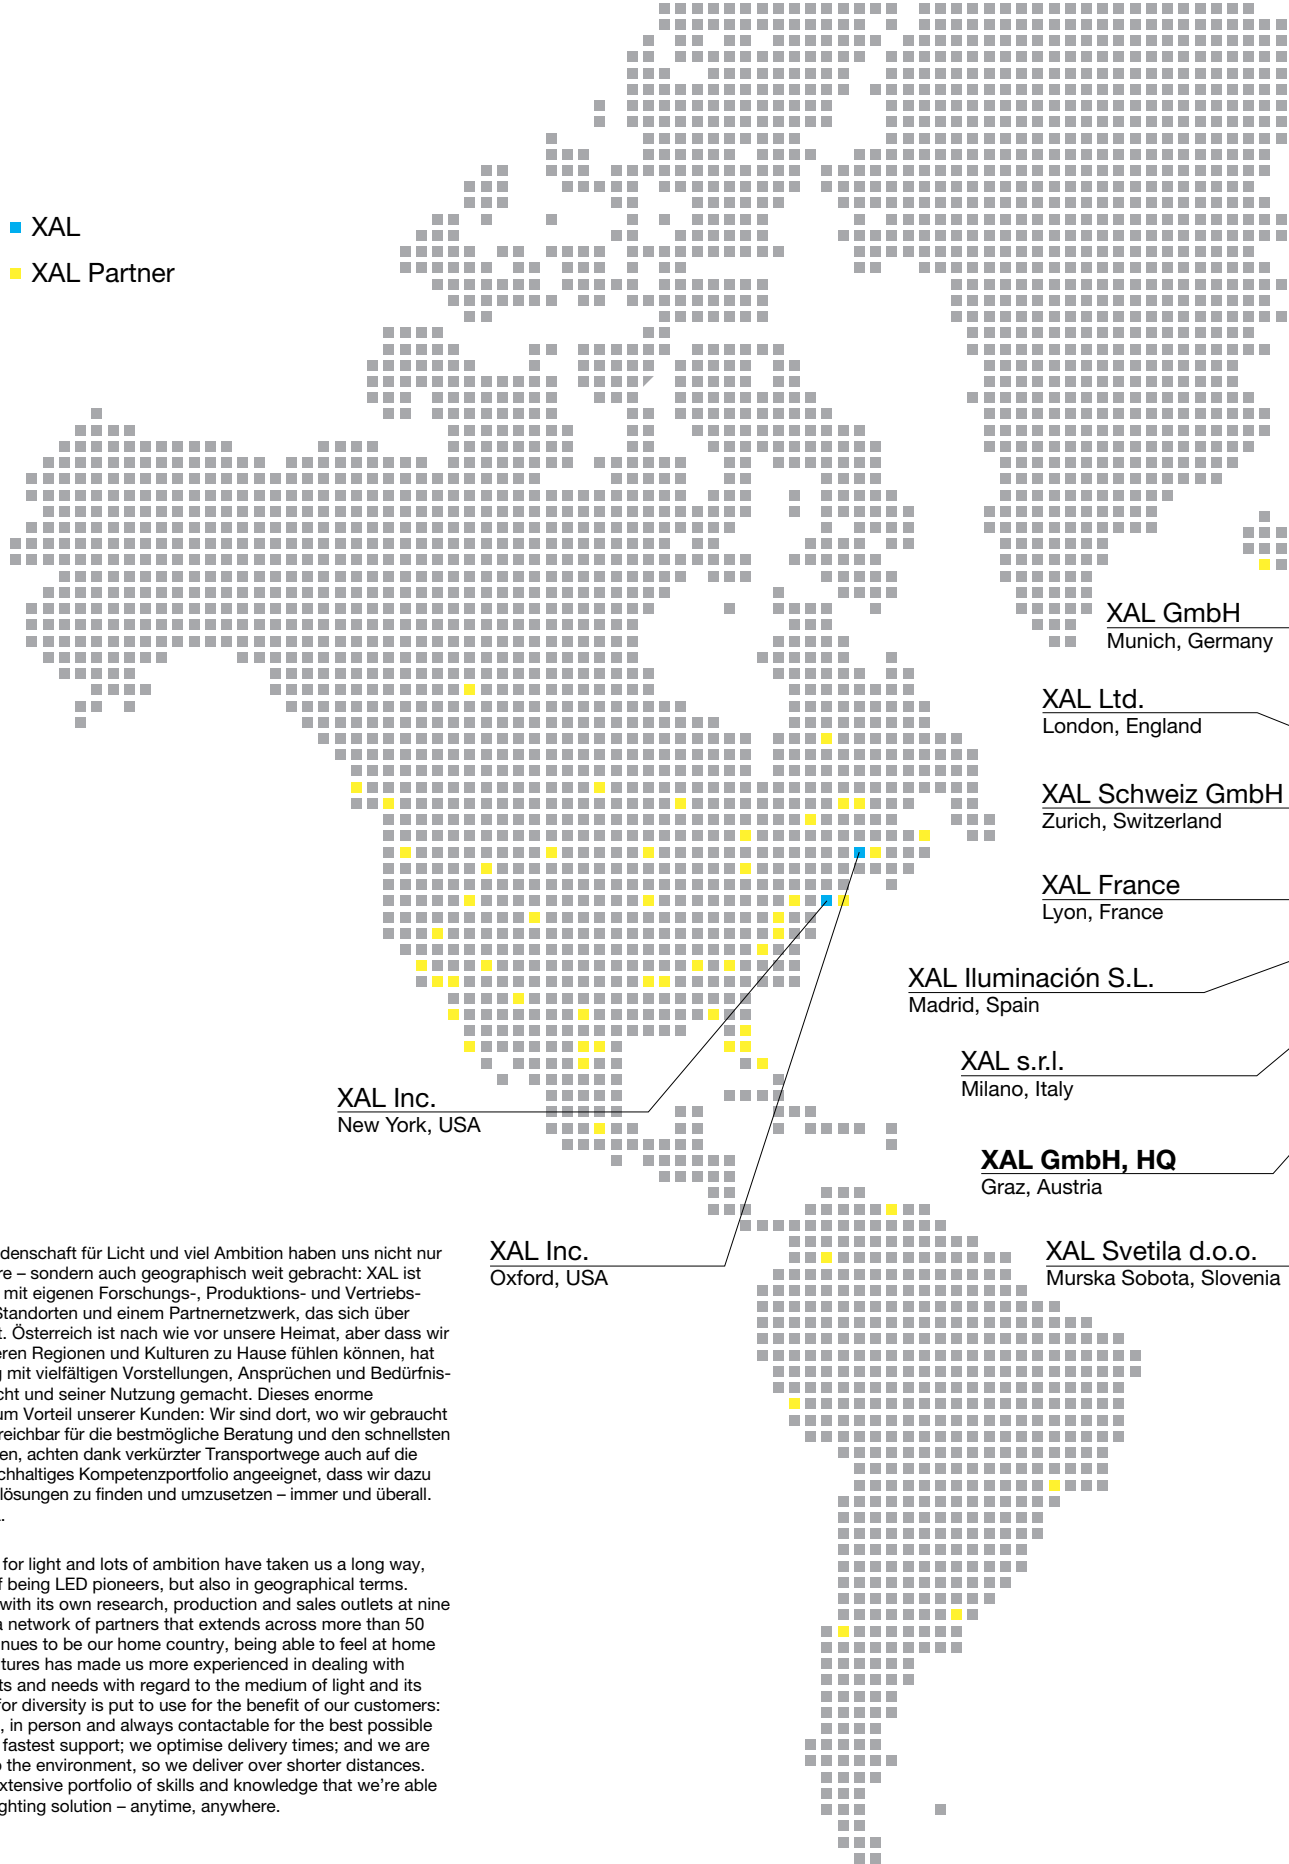 XAL
XAL Partner
XAL GmbH
Munich, Germany
XAL Ltd.
London, England
XAL Schweiz GmbH
Zurich, Switzerland
XAL France
Lyon, France
XAL Iluminación S.L.
Madrid, Spain
XAL s.r.l.
Milano, Italy
XAL Inc.
New York, USA
XAL GmbH, HQ
Graz, Austria
XAL Inc.
Oxford, USA
XAL Svetila d.o.o.
Murska Sobota, Slovenia
denschaft für Licht und viel Ambition haben uns nicht nur
re – sondern auch geographisch weit gebracht: XAL ist
mit eigenen Forschungs-, Produktions- und Vertriebs-
Standorten und einem Partnernetzwerk, das sich über
t. Österreich ist nach wie vor unsere Heimat, aber dass wir
eren Regionen und Kulturen zu Hause fühlen können, hat
g mit vielfältigen Vorstellungen, Ansprüchen und Bedürfnis-
icht und seiner Nutzung gemacht. Dieses enorme
um Vorteil unserer Kunden: Wir sind dort, wo wir gebraucht
reichbar für die bestmögliche Beratung und den schnellsten
en, achten dank verkürzter Transportwege auch auf die
chhaltiges Kompetenzportfolio angeeignet, dass wir dazu
lösungen zu finden und umzusetzen – immer und überall.
for light and lots of ambition have taken us a long way,
f being LED pioneers, but also in geographical terms.
with its own research, production and sales outlets at nine
a network of partners that extends across more than 50
nues to be our home country, being able to feel at home
tures has made us more experienced in dealing with
ts and needs with regard to the medium of light and its
for diversity is put to use for the benefit of our customers:
, in person and always contactable for the best possible
fastest support; we optimise delivery times; and we are
o the environment, so we deliver over shorter distances.
xtensive portfolio of skills and knowledge that we're able
ghting solution – anytime, anywhere.